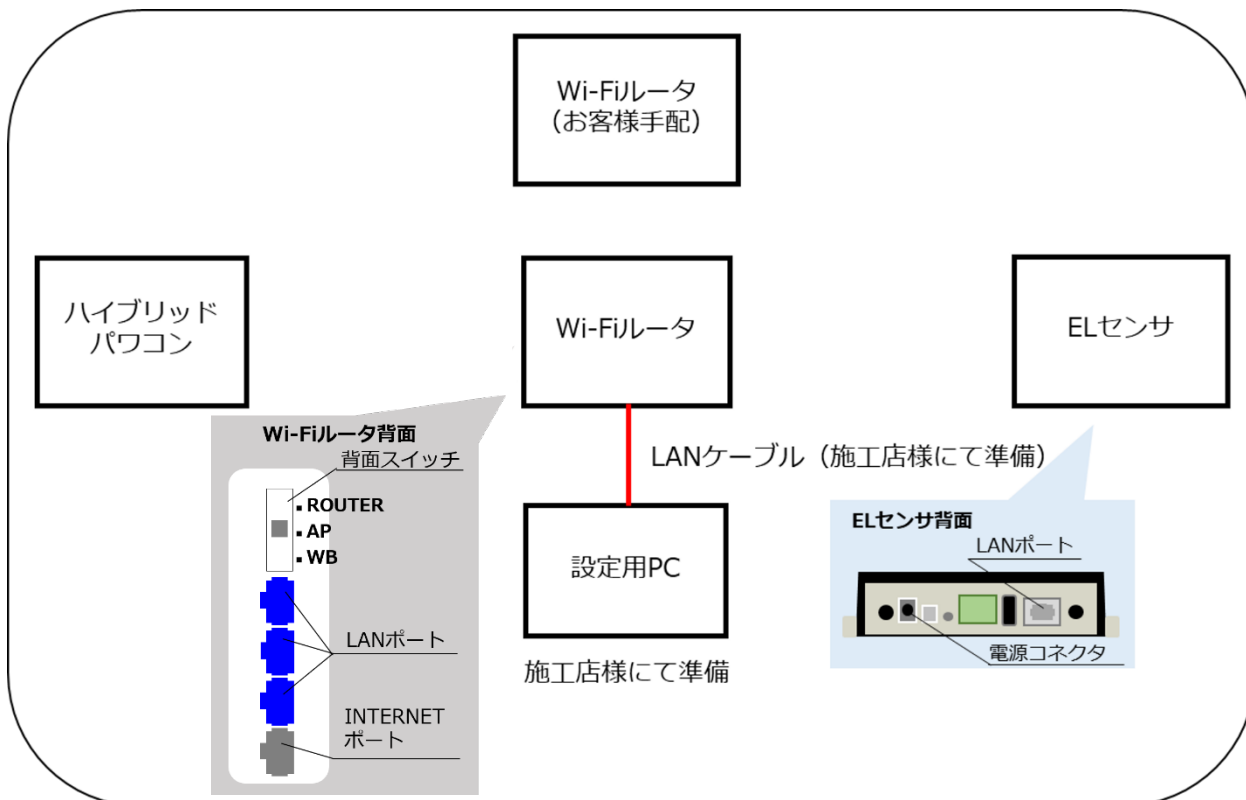 Wi-Fiルータ
（お客様手配）
ハイブリッド
パワコン
Wi-Fiルータ
ELセンサ
LANケーブル（施工店様にて準備）
設定用PC
施工店様にて準備
Wi-Fiルータ背面
背面スイッチ
ROUTER
AP
WB
LANポート
INTERNET
ポート
ELセンサ背面
LANポート
電源コネクタ